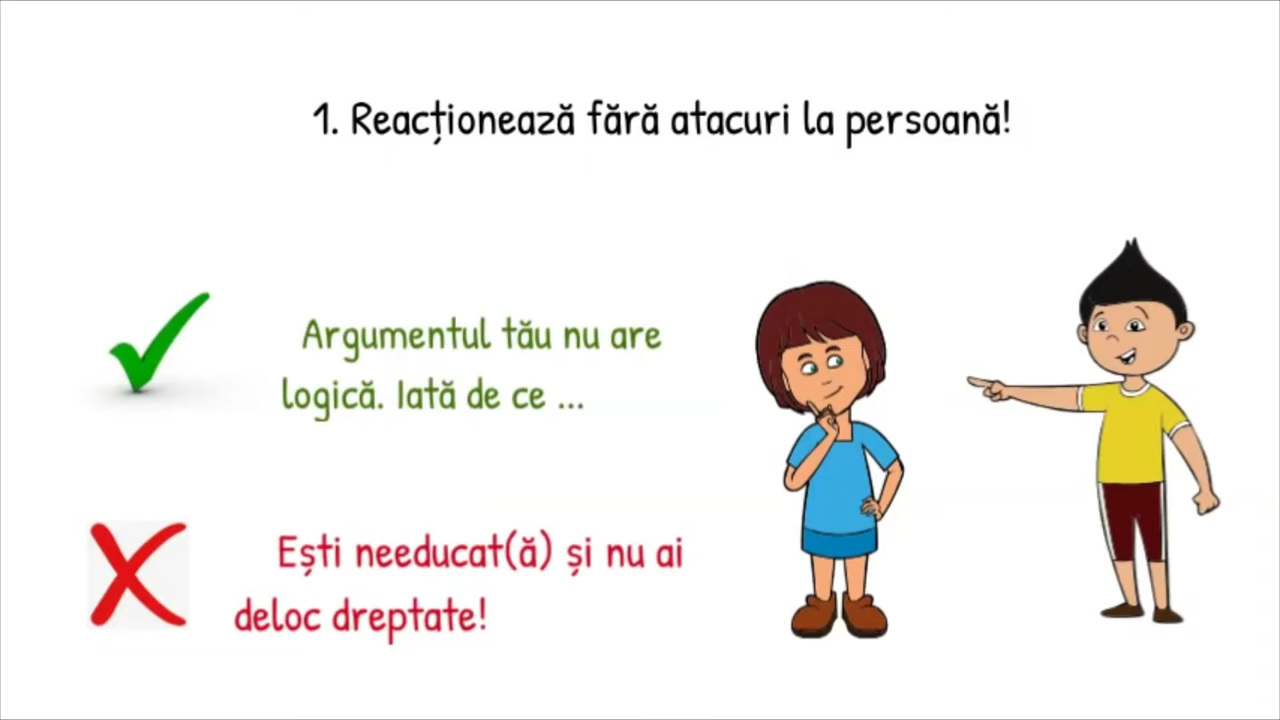 1. Reacționează fără atacuri la persoană!
Argumentul tău nu are
logică. Iată de ce ...
Ești needucat(ă) și nu ai
deloc dreptate!